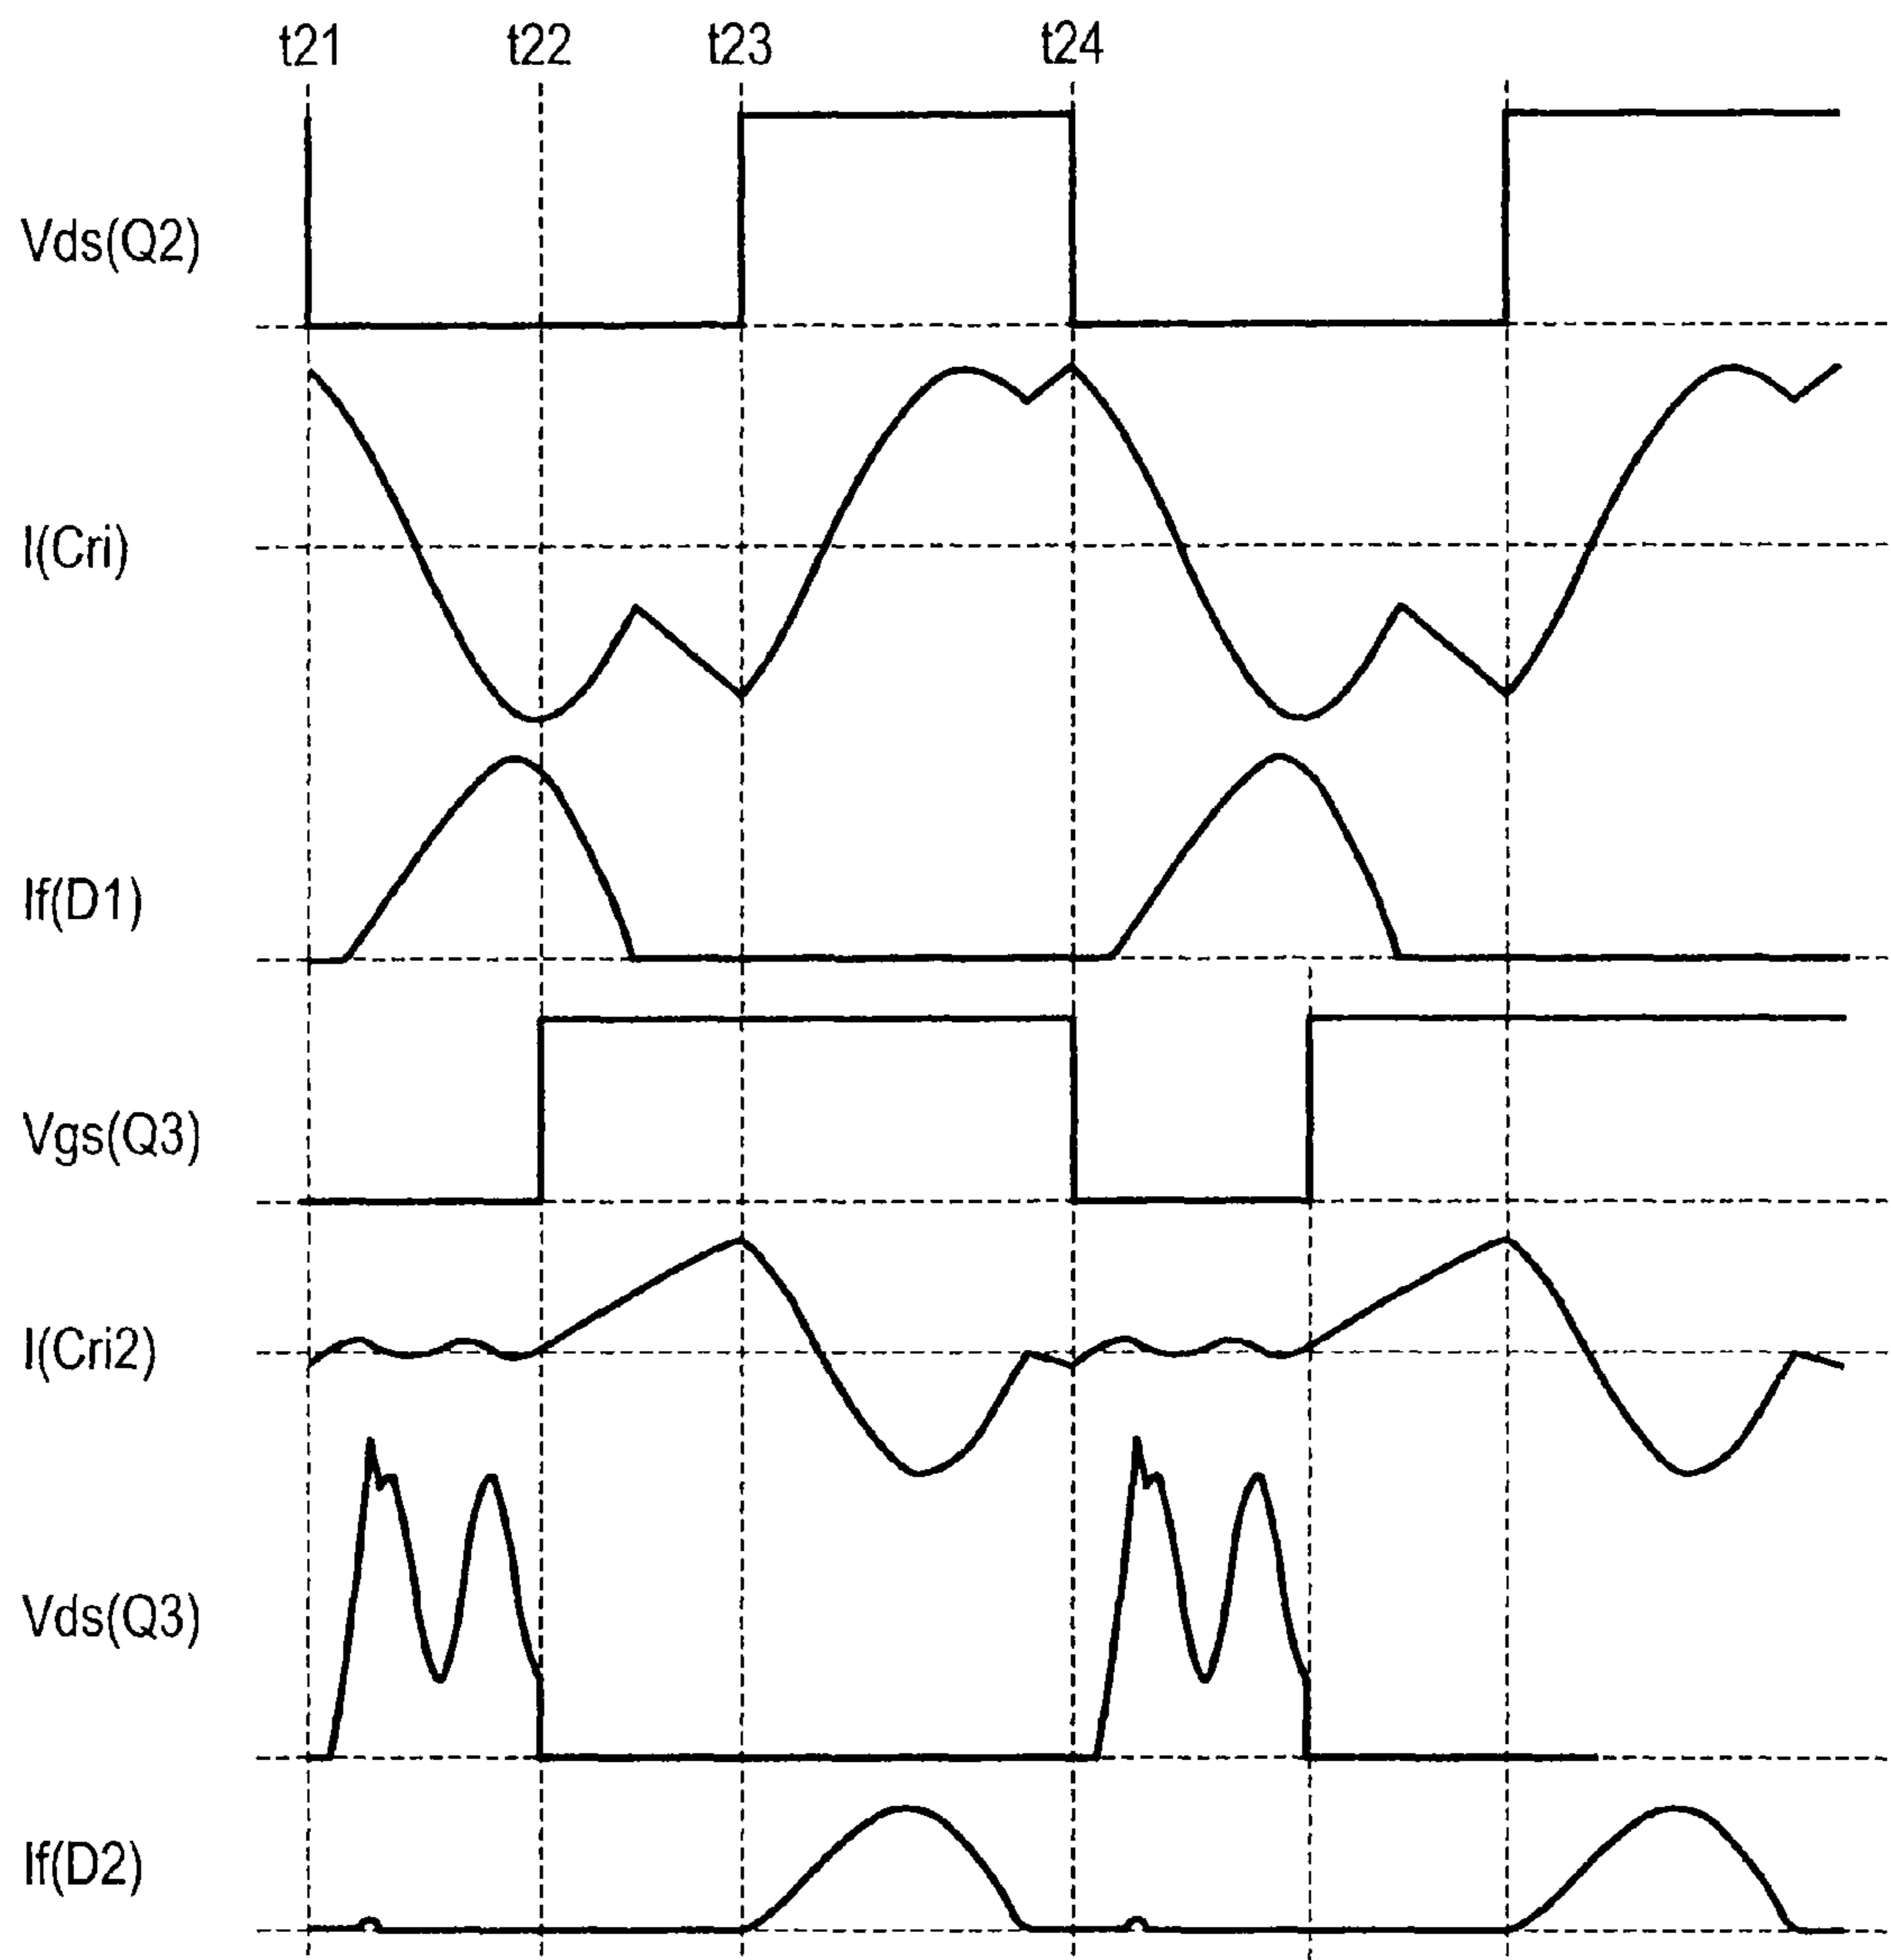 t21 t22 t23 t24
Vds(Q2)
I(Cri)
If(D1)
Vgs(Q3)
I(Cri2)
Vds(Q3)
If(D2)